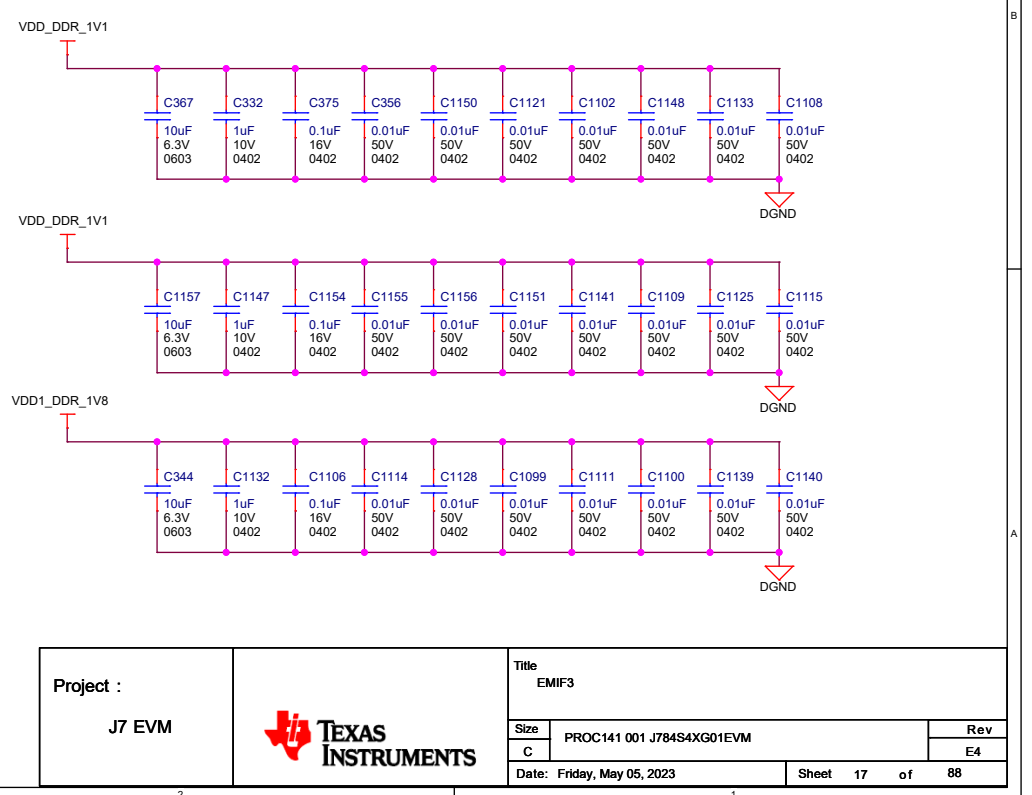 B
VDD_DDR_1V1
C367 C332 C375 C356 C1150 C1121 C1102 C1148 C1133 C1108
10uF 1uF 0.1uF 0.01uF 0.01uF 0.01uF 0.01uF 0.01uF 0.01uF 0.01uF
6.3V 10V 16V 50V 50V 50V 50V 50V 50V 50V
0603 0402 0402 0402 0402 0402 0402 0402 0402 0402
DGND
VDD_DDR_1V1
C1157 C1147 C1154 C1155 C1156 C1151 C1141 C1109 C1125 C1115
10uF 1uF 0.1uF 0.01uF 0.01uF 0.01uF 0.01uF 0.01uF 0.01uF 0.01uF
6.3V 10V 16V 50V 50V 50V 50V 50V 50V 50V
0603 0402 0402 0402 0402 0402 0402 0402 0402 0402
DGND
VDD1_DDR_1V8
C344 C1132 C1106 C1114 C1128 C1099 C1111 C1100 C1139 C1140
10uF 1uF 0.1uF 0.01uF 0.01uF 0.01uF 0.01uF 0.01uF 0.01uF 0.01uF
6.3V 10V 16V 50V 50V 50V 50V 50V 50V 50V
0603 0402 0402 0402 0402 0402 0402 0402 0402 0402
A
DGND
Project :
J7 EVM
TEXAS
INSTRUMENTS
Title
EMIF3
Size
C
PROC141 001 J784S4XG01EVM
Rev
E4
Date: Friday, May 05, 2023
Sheet 17 of 88